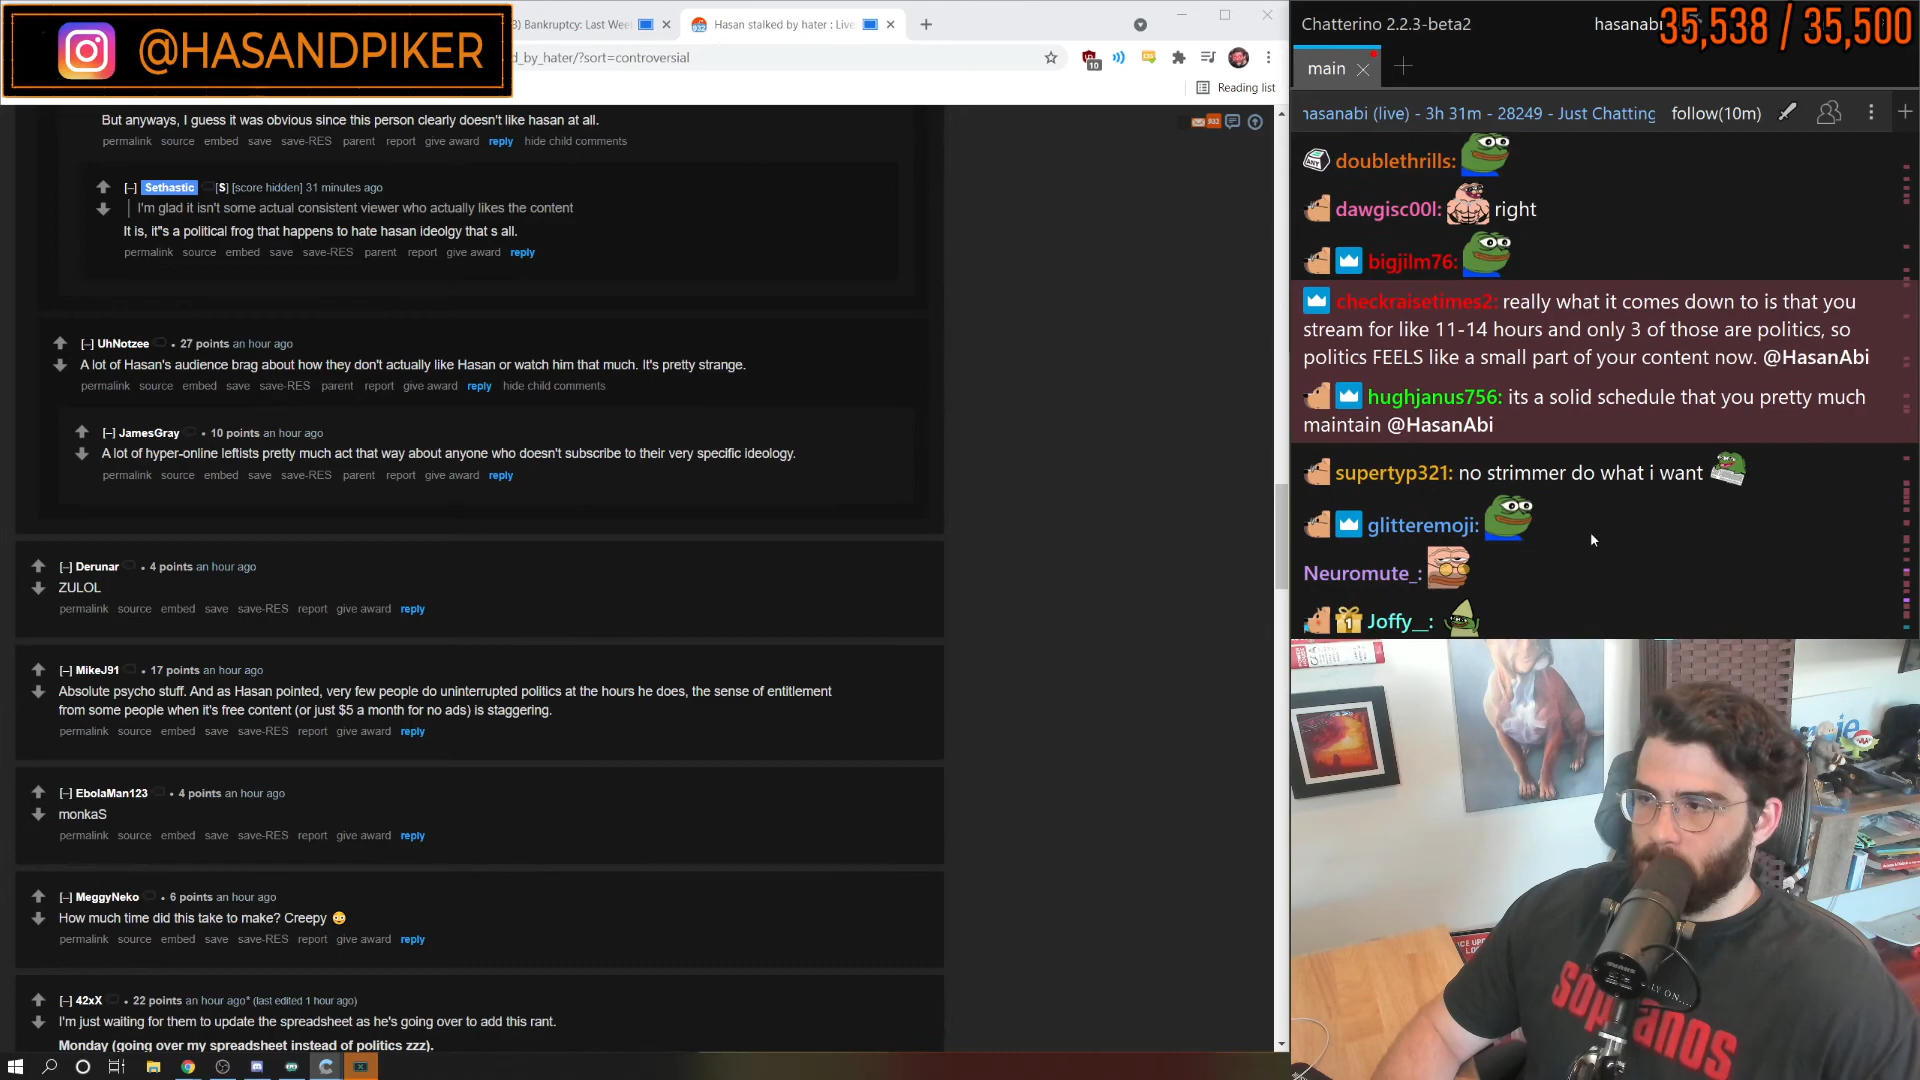 @HASANDPIKER
3) Bankruptcy: Last Wee
Hasan stalked by hater : Live
d_by_hater/?sort=controversial
10
Reading list
932
But anyways, I guess it was obvious since this person clearly doesn't like hasan at all.
permalink source embed save save-RES parent report give award reply hide child comments
[–] Sethastic [S] [score hidden] 31 minutes ago
I'm glad it isn't some actual consistent viewer who actually likes the content
It is, it"s a political frog that happens to hate hasan ideolgy that s all.
permalink source embed save save-RES parent report give award reply
[–] UhNotzee • 27 points an hour ago
A lot of Hasan's audience brag about how they don't actually like Hasan or watch him that much. It's pretty strange.
permalink source embed save save-RES parent report give award reply hide child comments
[–] JamesGray • 10 points an hour ago
A lot of hyper-online leftists pretty much act that way about anyone who doesn't subscribe to their very specific ideology.
permalink source embed save save-RES parent report give award reply
[–] Derunar • 4 points an hour ago
ZULOL
permalink source embed save save-RES report give award reply
[–] MikeJ91 • 17 points an hour ago
Absolute psycho stuff. And as Hasan pointed, very few people do uninterrupted politics at the hours he does, the sense of entitlement
from some people when it's free content (or just $5 a month for no ads) is staggering.
permalink source embed save save-RES report give award reply
[–] EbolaMan123 • 4 points an hour ago
monkaS
permalink source embed save save-RES report give award reply
[–] MeggyNeko • 6 points an hour ago
How much time did this take to make? Creepy 😳
permalink source embed save save-RES report give award reply
[–] 42xX • 22 points an hour ago* (last edited 1 hour ago)
I'm just waiting for them to update the spreadsheet as he's going over to add this rant.
Monday (going over my spreadsheet instead of politics zzz).
Chatterino 2.2.3-beta2
hasanabi
35,538 / 35,500
main
hasanabi (live) - 3h 31m - 28249 - Just Chatting
follow(10m)
doublethrills:
dawgisc00l: right
bigjilm76:
checkraisetimes2: really what it comes down to is that you
stream for like 11-14 hours and only 3 of those are politics, so
politics FEELS like a small part of your content now. @HasanAbi
hughjanus756: its a solid schedule that you pretty much
maintain @HasanAbi
supertyp321: no strimmer do what i want
glitteremoji:
Neuromute_:
1 Joffy__:
sopranos